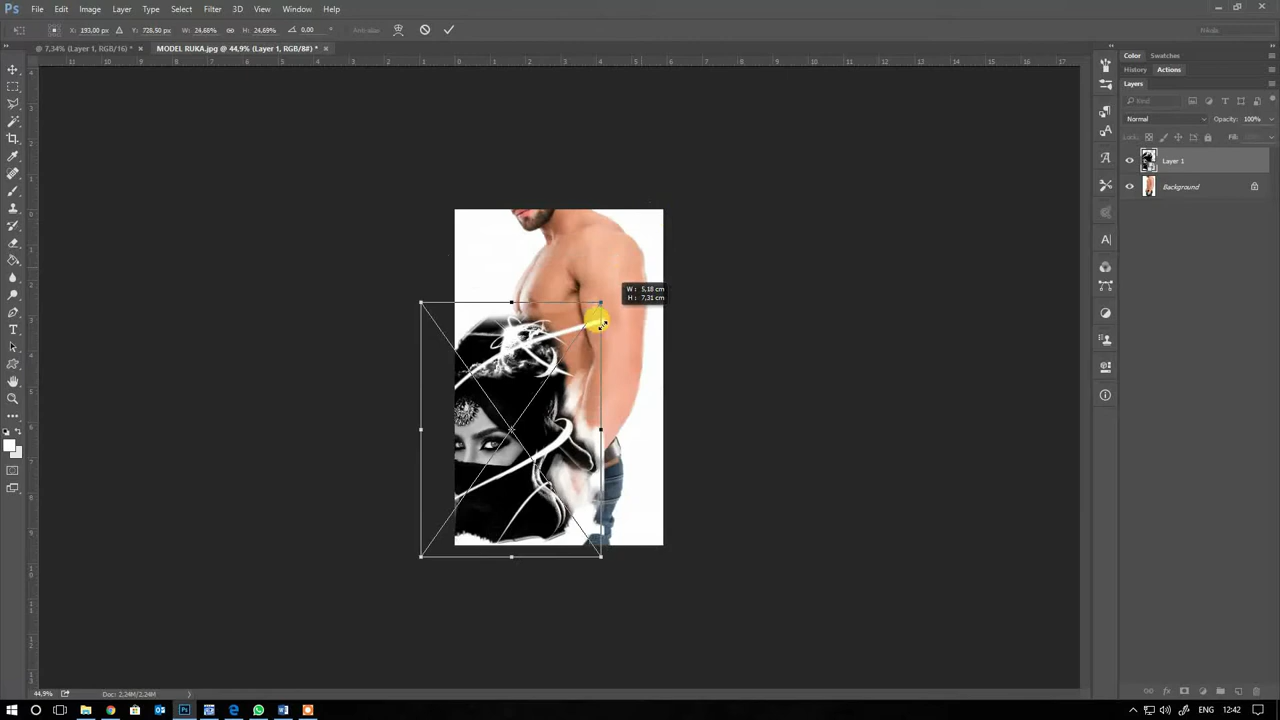 Ps File Edit Image Layer Type Select Filter 3D View Window Help
X: 193,00 px Y: 728,50 px W: 24,68% H: 24,69% 0,00 ° Anti-alias
@ 7,34% (Layer 1, RGB/16) * × MODEL RUKA.jpg @ 44,9% (Layer 1, RGB/8#) * ×
Color Swatches
History Actions
Layers
Kind
Normal Opacity: 100%
Lock: Fill:
Layer 1
Background
W: 5,18 cm
H: 7,31 cm
44,9% Doc: 2,24M/2,24M
ENG 12:42